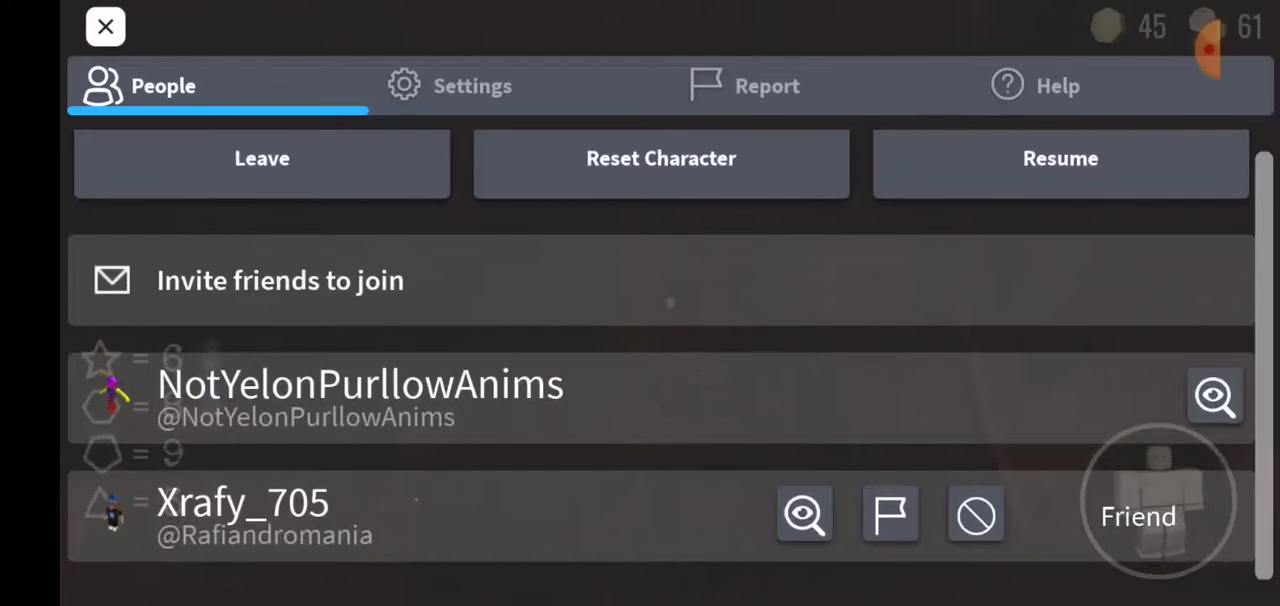 45
61
People
Settings
Report
Help
Leave
Reset Character
Resume
Invite friends to join
= 6
NotYelonPurllowAnims
@NotYelonPurllowAnims
=
= 9
=
Xrafy_705
@Rafiandromania
Friend